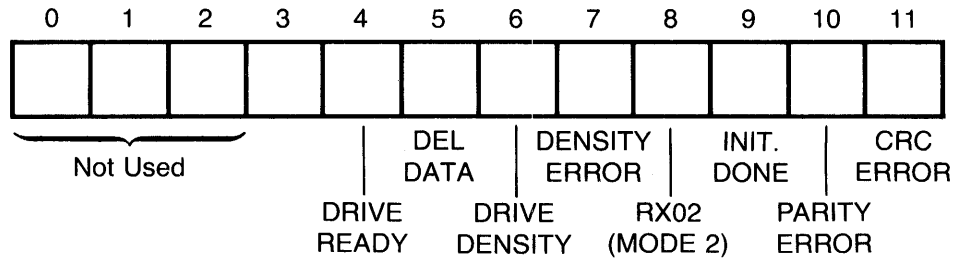 0 1 2 3 4 5 6 7 8 9 10 11
DEL DENSITY INIT. CRC
Not Used DATA ERROR DONE ERROR
DRIVE DRIVE RX02 PARITY
READY DENSITY (MODE 2) ERROR